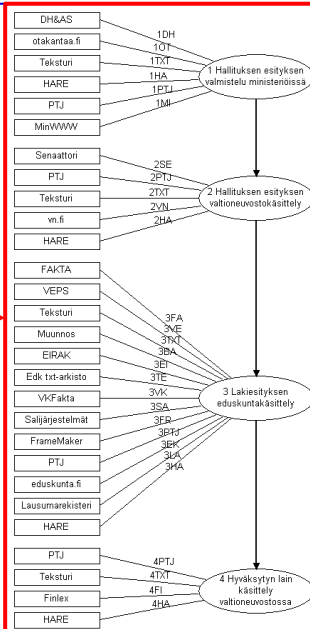 DH&AS
otakantaa.fi
Teksturi
HARE
PTJ
MinWWW
1DH
1OT
1TXT
1HA
1PTJ
1MI
1 Hallituksen esityksen
valmistelu ministeriöissä
Senaattori
PTJ
Teksturi
vn.fi
HARE
2SE
2PTJ
2TXT
2VN
2HA
2 Hallituksen esityksen
valtioneuvostokäsittely
FAKTA
VEPS
Teksturi
Muunnos
EIRAK
Edk txt-arkisto
VKFakta
Salijärjestelmät
FrameMaker
PTJ
eduskunta.fi
Lausumarekisteri
HARE
3FA
3VE
3TXT
3BA
3EI
3TE
3VK
3SA
3FR
3PTJ
3EK
3LA
3HA
3 Lakiesityksen
eduskuntakäsittely
PTJ
Teksturi
Finlex
HARE
4PTJ
4TXT
4FI
4HA
4 Hyväksytyn lain
käsittely
valtioneuvostossa